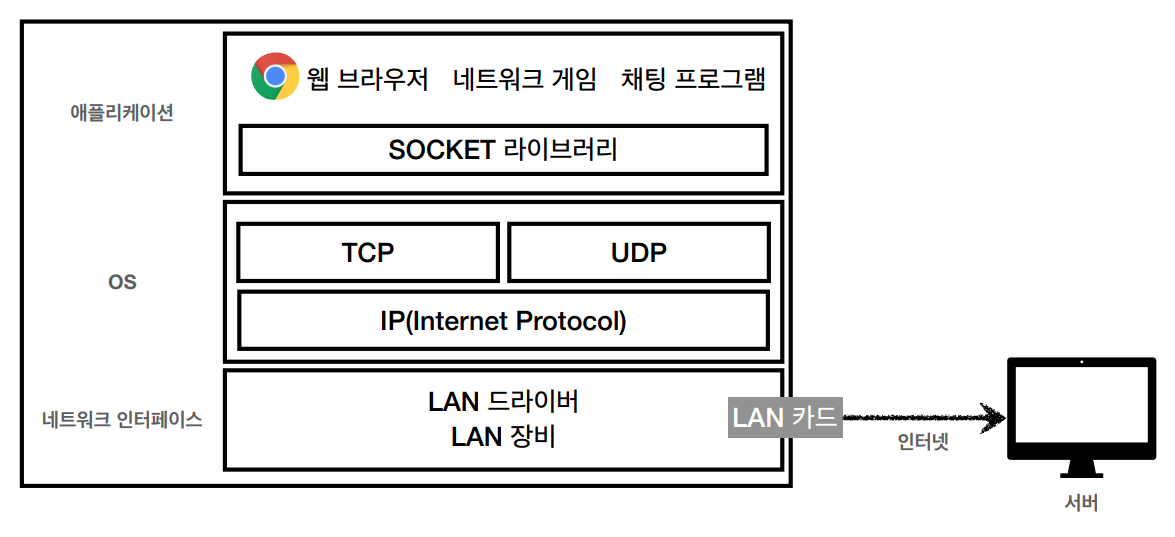 웹 브라우저 네트워크 게임 채팅 프로그램
애플리케이션
SOCKET 라이브러리
TCP
UDP
OS
IP(Internet Protocol)
LAN 드라이버
네트워크 인터페이스
LAN 장비
LAN 카드
인터넷
서버